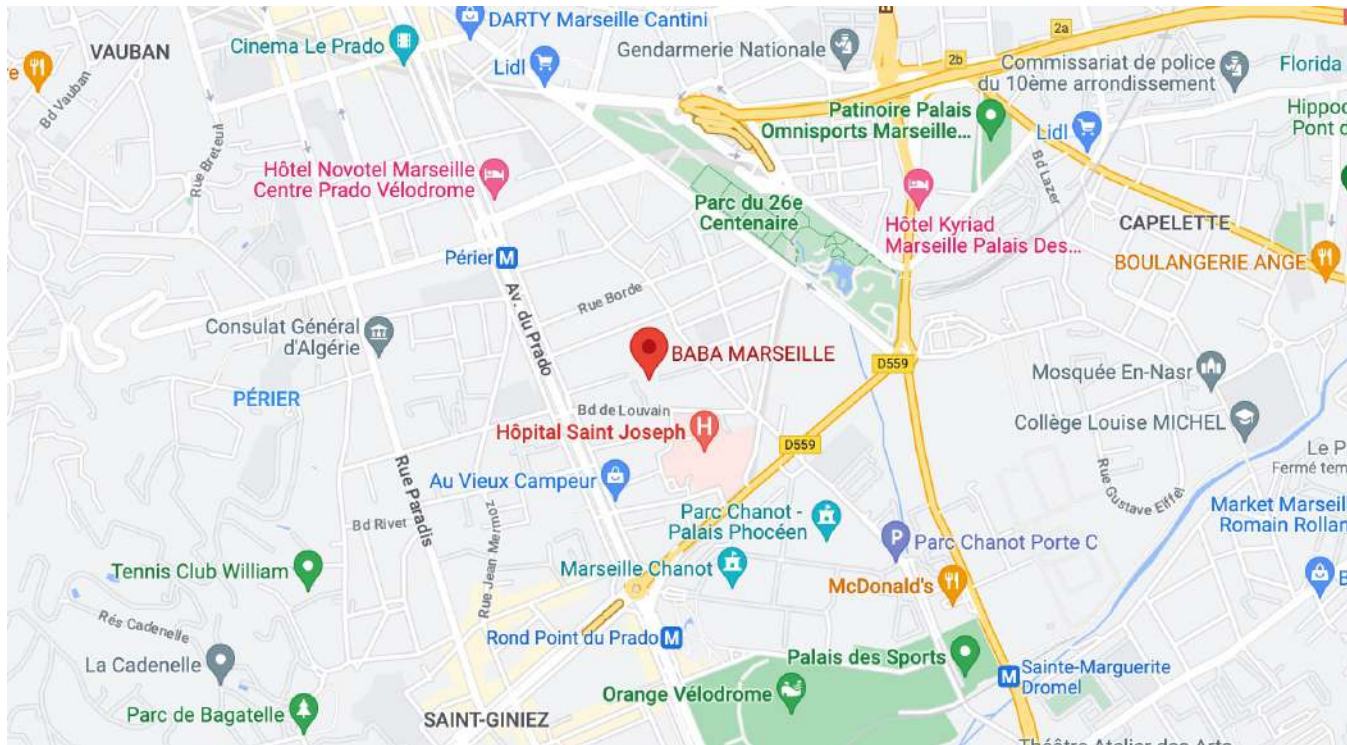 DARTY Marseille Cantini
VAUBAN
Cinema Le Prado
Gendarmerie Nationale
2a
2b
Lidl
Commissariat de police
du 10ème arrondissement
Florida
e
Bd Vauban
Rue Breteuil
Patinoire Palais
Omnisports Marseille...
Lidl
Hippoc
Pont d
Hôtel Novotel Marseille
Centre Prado Vélodrome
Bd Lazer
Parc du 26e
Centenaire
Hôtel Kyriad
Marseille Palais Des...
CAPELETTE
BOULANGERIE ANGE
Périer
M
Av. du Prado
Rue Borde
Consulat Général
d'Algérie
BABA MARSEILLE
D559
Mosquée En-Nasr
PÉRIER
Bd de Louvain
Hôpital Saint Joseph
H
D559
Collège Louise MICHEL
Le P
Fermé tem
Rue Paradis
Au Vieux Campeur
Rue Gustave Eiffel
Market Marseil
Romain Rollan
Bd Rivet
Rue Jean Mermoz
Parc Chanot -
Palais Phocéen
P
Parc Chanot Porte C
Tennis Club William
Marseille Chanot
McDonald's
B
Rés Cadenelle
Rond Point du Prado
M
La Cadenelle
Palais des Sports
M
Sainte-Marguerite
Dromel
Orange Vélodrome
Parc de Bagatelle
SAINT-GINIEZ
Théâtre Atelier des Arts